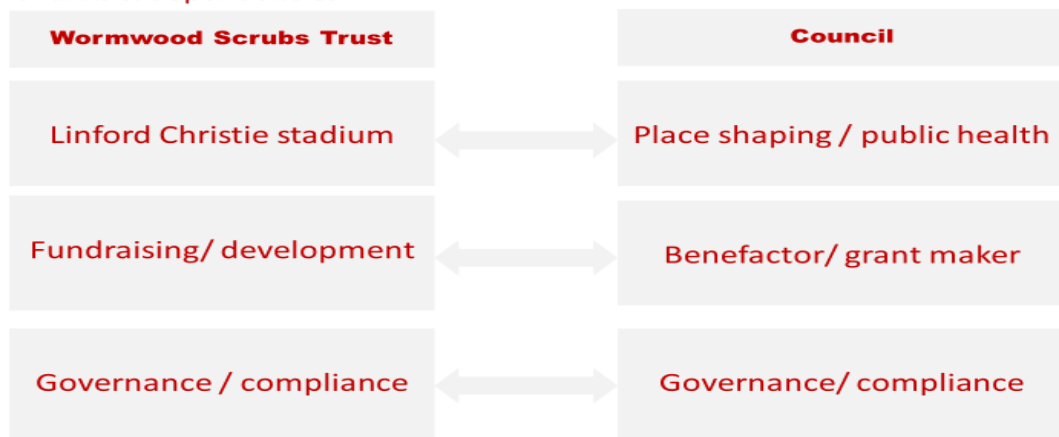 Wormwood Scrubs Trust
Council
Linford Christie stadium
Place shaping / public health
Fundraising/ development
Benefactor/ grant maker
Governance / compliance
Governance/ compliance